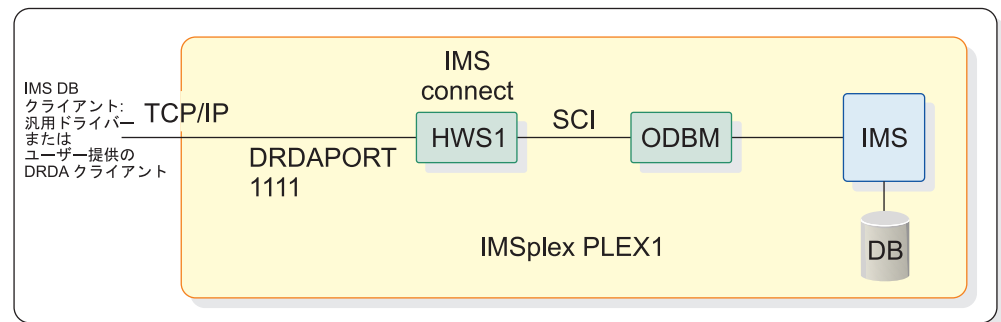 IMS DB
クライアント:
汎用ドライバー
または
ユーザー提供の
DRDA クライアント
TCP/IP
DRDAPORT
1111
IMS
connect
HWS1
SCI
ODBM
IMS
DB
IMSplex PLEX1